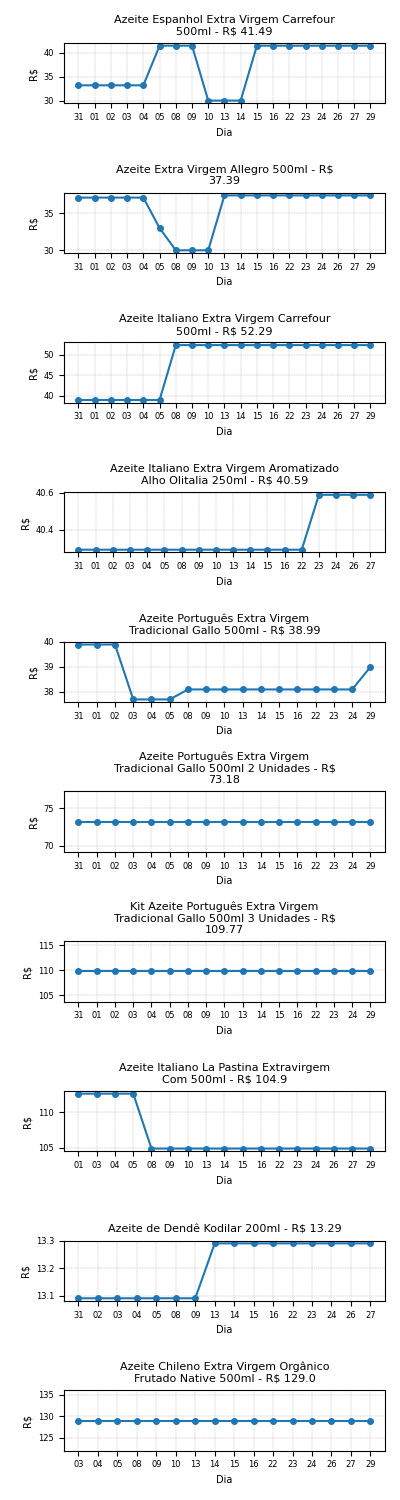 Azeite Espanhol Extra Virgem Carrefour
500ml - R$ 41.49
40
35
30
R$
31 01 02 03 04 05 08 09 10 13 14 15 16 22 23 24 26 27 29
Dia
Azeite Extra Virgem Allegro 500ml - R$
37.39
35
30
R$
31 01 02 03 04 05 08 09 10 13 14 15 16 22 23 24 26 27 29
Dia
Azeite Italiano Extra Virgem Carrefour
500ml - R$ 52.29
50
45
40
R$
31 01 02 03 04 05 08 09 10 13 14 15 16 22 23 24 26 27 29
Dia
Azeite Italiano Extra Virgem Aromatizado
Alho Olitalia 250ml - R$ 40.59
40.6
40.4
R$
31 01 02 03 04 05 08 09 10 13 14 15 16 22 23 24 26 27
Dia
Azeite Português Extra Virgem
Tradicional Gallo 500ml - R$ 38.99
40
39
38
R$
31 01 02 03 04 05 08 09 10 13 14 15 16 22 23 24 29
Dia
Azeite Português Extra Virgem
Tradicional Gallo 500ml 2 Unidades - R$
73.18
75
70
R$
31 01 02 03 04 05 08 09 10 13 14 15 16 22 23 24 29
Dia
Kit Azeite Português Extra Virgem
Tradicional Gallo 500ml 3 Unidades - R$
109.77
115
110
105
R$
31 01 02 03 04 05 08 09 10 13 14 15 16 22 23 24 29
Dia
Azeite Italiano La Pastina Extravirgem
Com 500ml - R$ 104.9
110
105
R$
01 03 04 05 08 09 10 13 14 15 16 22 23 24 26 27 29
Dia
Azeite de Dendê Kodilar 200ml - R$ 13.29
13.3
13.2
13.1
R$
31 01 02 04 05 08 09 13 14 15 16 22 23 24 26 27
Dia
Azeite Chileno Extra Virgem Orgânico
Frutado Native 500ml - R$ 129.0
135
130
125
R$
03 04 05 08 09 10 13 14 15 16 22 23 24 26 27 29
Dia